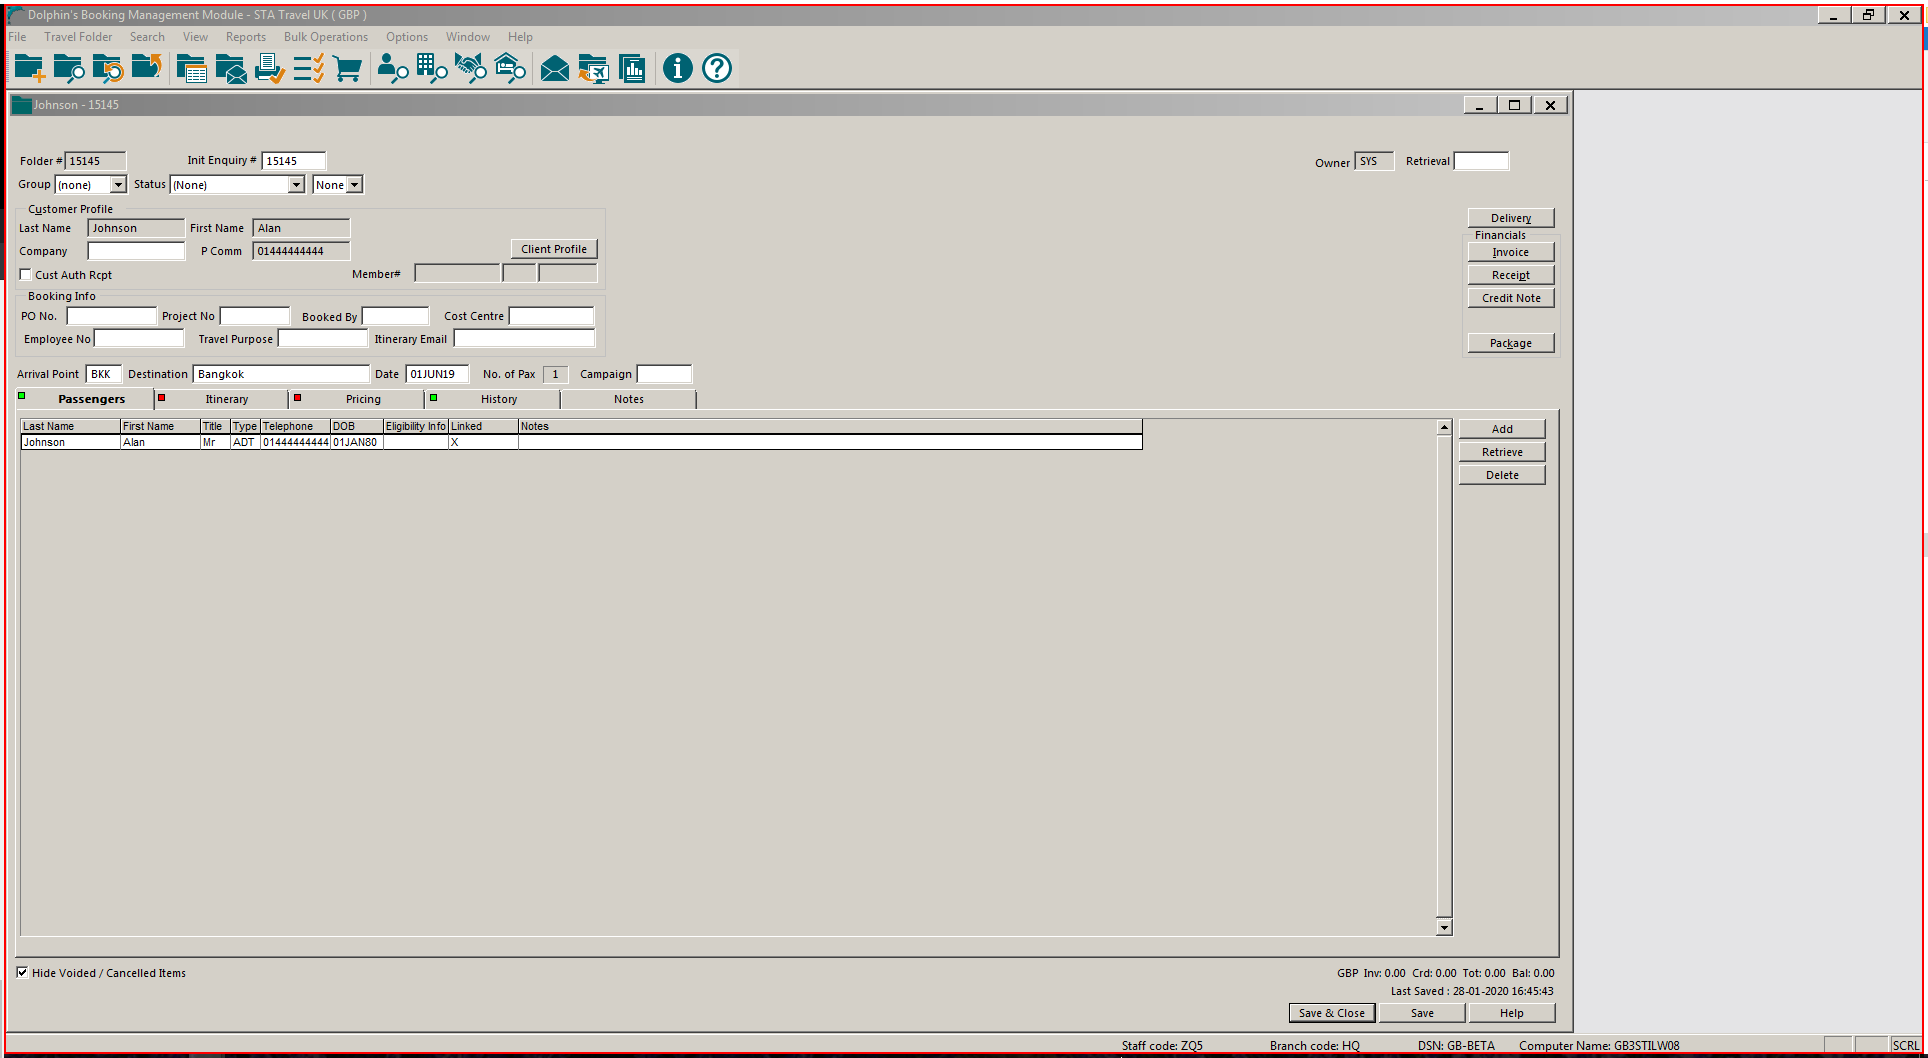 Dolphin's Booking Management Module - STA Travel UK ( GBP )
File Travel Folder Search View Reports Bulk Operations Options Window Help
Johnson - 15145
Folder # 15145 Init Enquiry # 15145 Owner SYS Retrieval
Group (none) Status (None) None
Customer Profile
Last Name Johnson First Name Alan
Company P Comm 01444444444 Client Profile
Cust Auth Rcpt Member#
Booking Info
PO No. Project No Booked By Cost Centre
Employee No Travel Purpose Itinerary Email
Delivery
Financials
Invoice
Receipt
Credit Note
Package
Arrival Point BKK Destination Bangkok Date 01JUN19 No. of Pax 1 Campaign
Passengers Itinerary Pricing History Notes
Last Name First Name Title Type Telephone DOB Eligibility Info Linked Notes
Johnson Alan Mr ADT 01444444444 01JAN80 X
Add
Retrieve
Delete
Hide Voided / Cancelled Items
GBP Inv: 0.00 Crd: 0.00 Tot: 0.00 Bal: 0.00
Last Saved : 28-01-2020 16:45:43
Save & Close Save Help
Staff code: ZQ5 Branch code: HQ DSN: GB-BETA Computer Name: GB3STILW08 SCRL